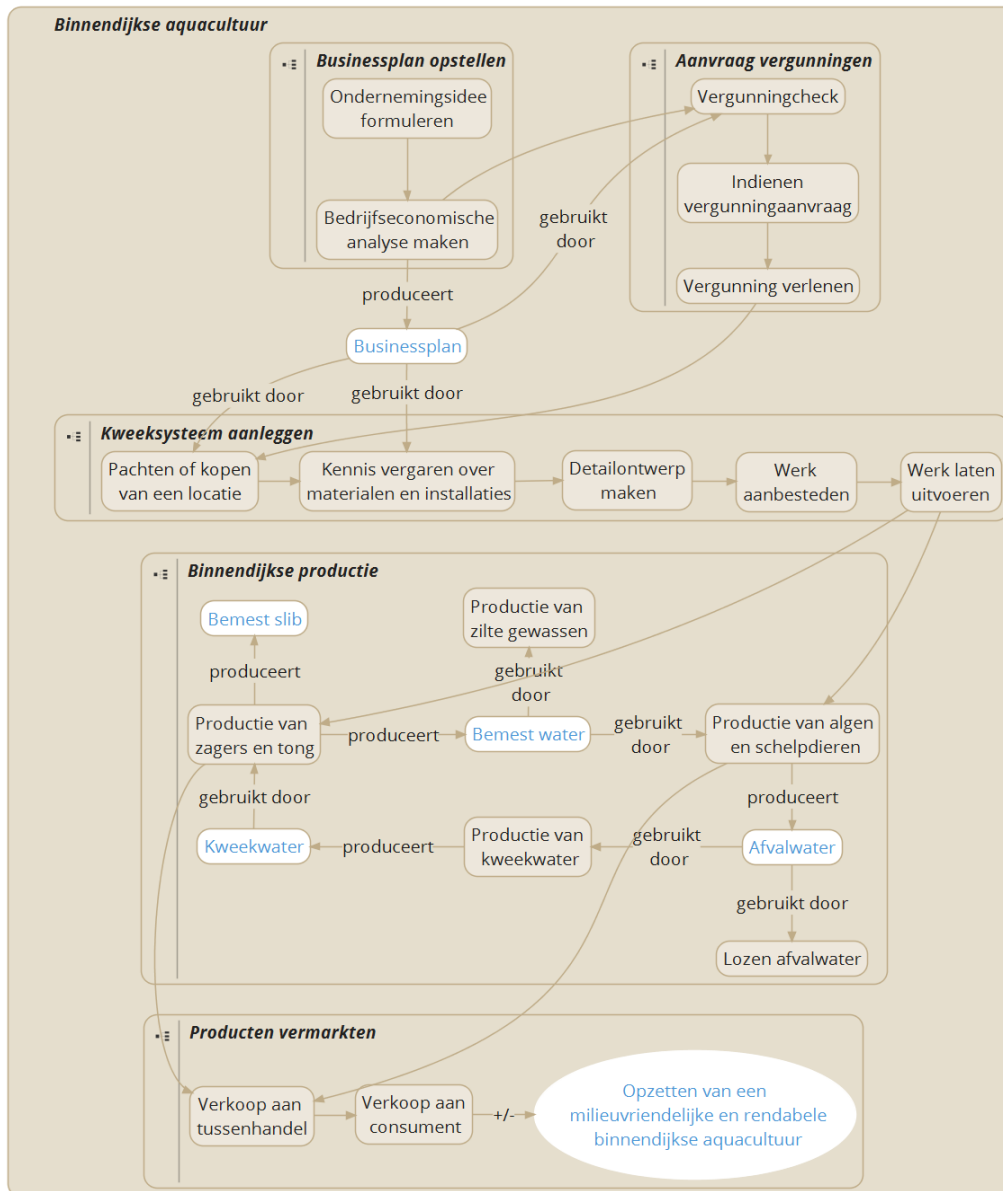 Binnendijkse aquacultuur
Businessplan opstellen
Ondernemingsidee
formuleren
Bedrijfseconomische
analyse maken
Aanvraag vergunningen
Vergunningcheck
Indienen
vergunningaanvraag
Vergunning verlenen
gebruikt
door
produceert
Businessplan
gebruikt door
gebruikt door
Kweeksysteem aanleggen
Pachten of kopen
van een locatie
Kennis vergaren over
materialen en installaties
Detailontwerp
maken
Werk
aanbesteden
Werk laten
uitvoeren
Binnendijkse productie
Bemest slib
Productie van
zilte gewassen
produceert
gebruikt
door
Productie van
zagers en tong
produceert
Bemest water
gebruikt
door
Productie van algen
en schelpdieren
gebruikt door
produceert
Kweekwater
produceert
Productie van
kweekwater
gebruikt
door
Afvalwater
gebruikt door
Lozen afvalwater
Producten vermarkten
Verkoop aan
tussenhandel
Verkoop aan
consument
+/-
Opzetten van een
milieuvriendelijke en rendabele
binnendijkse aquacultuur